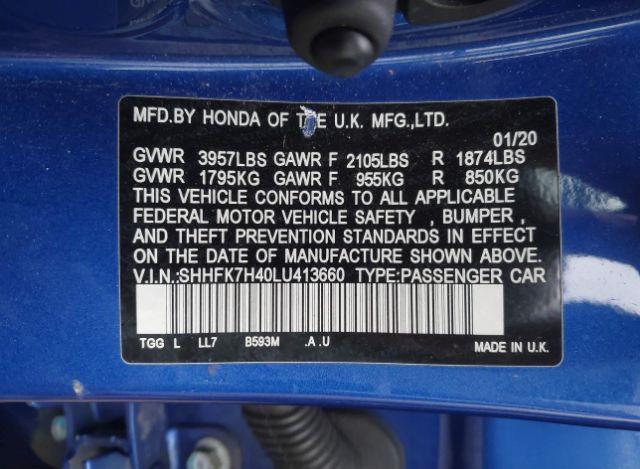 MFD.BY HONDA OF T E U.K. MFG.,LTD.
01/20
GVWR 3957LBS GAWR F 2105LBS R 1874LBS
GVWR 1795KG GAWR F 955KG R 850KG
THIS VEHICLE CONFORMS TO ALL APPLICABLE
FEDERAL MOTOR VEHICLE SAFETY , BUMPER ,
AND THEFT PREVENTION STANDARDS IN EFFECT
ON THE DATE OF MANUFACTURE SHOWN ABOVE.
V.I.N.:SHHFK7H40LU413660 TYPE:PASSENGER CAR
TGG L LL7 B593M .A .U MADE IN U.K.